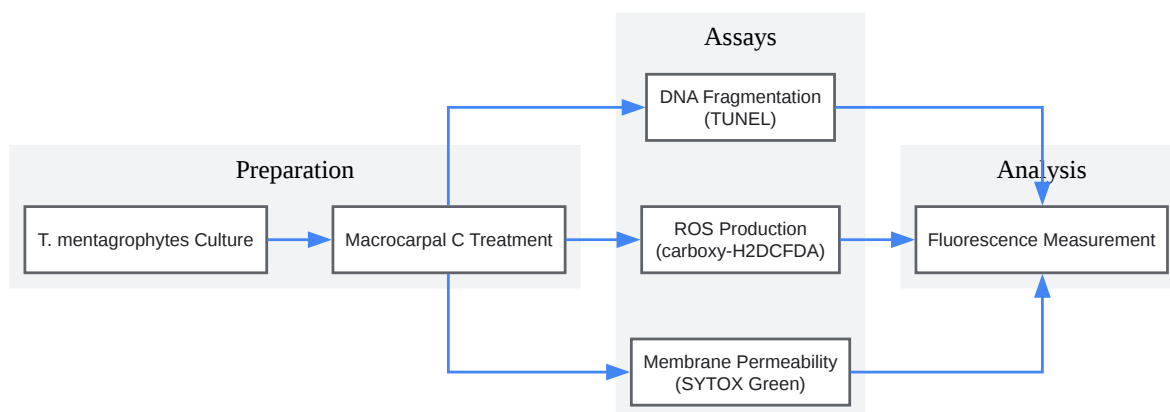 Assays
DNA Fragmentation
(TUNEL)
Preparation
Analysis
T. mentagrophytes Culture
Macrocarpal C Treatment
ROS Production
(carboxy-H2DCFDA)
Fluorescence Measurement
Membrane Permeability
(SYTOX Green)